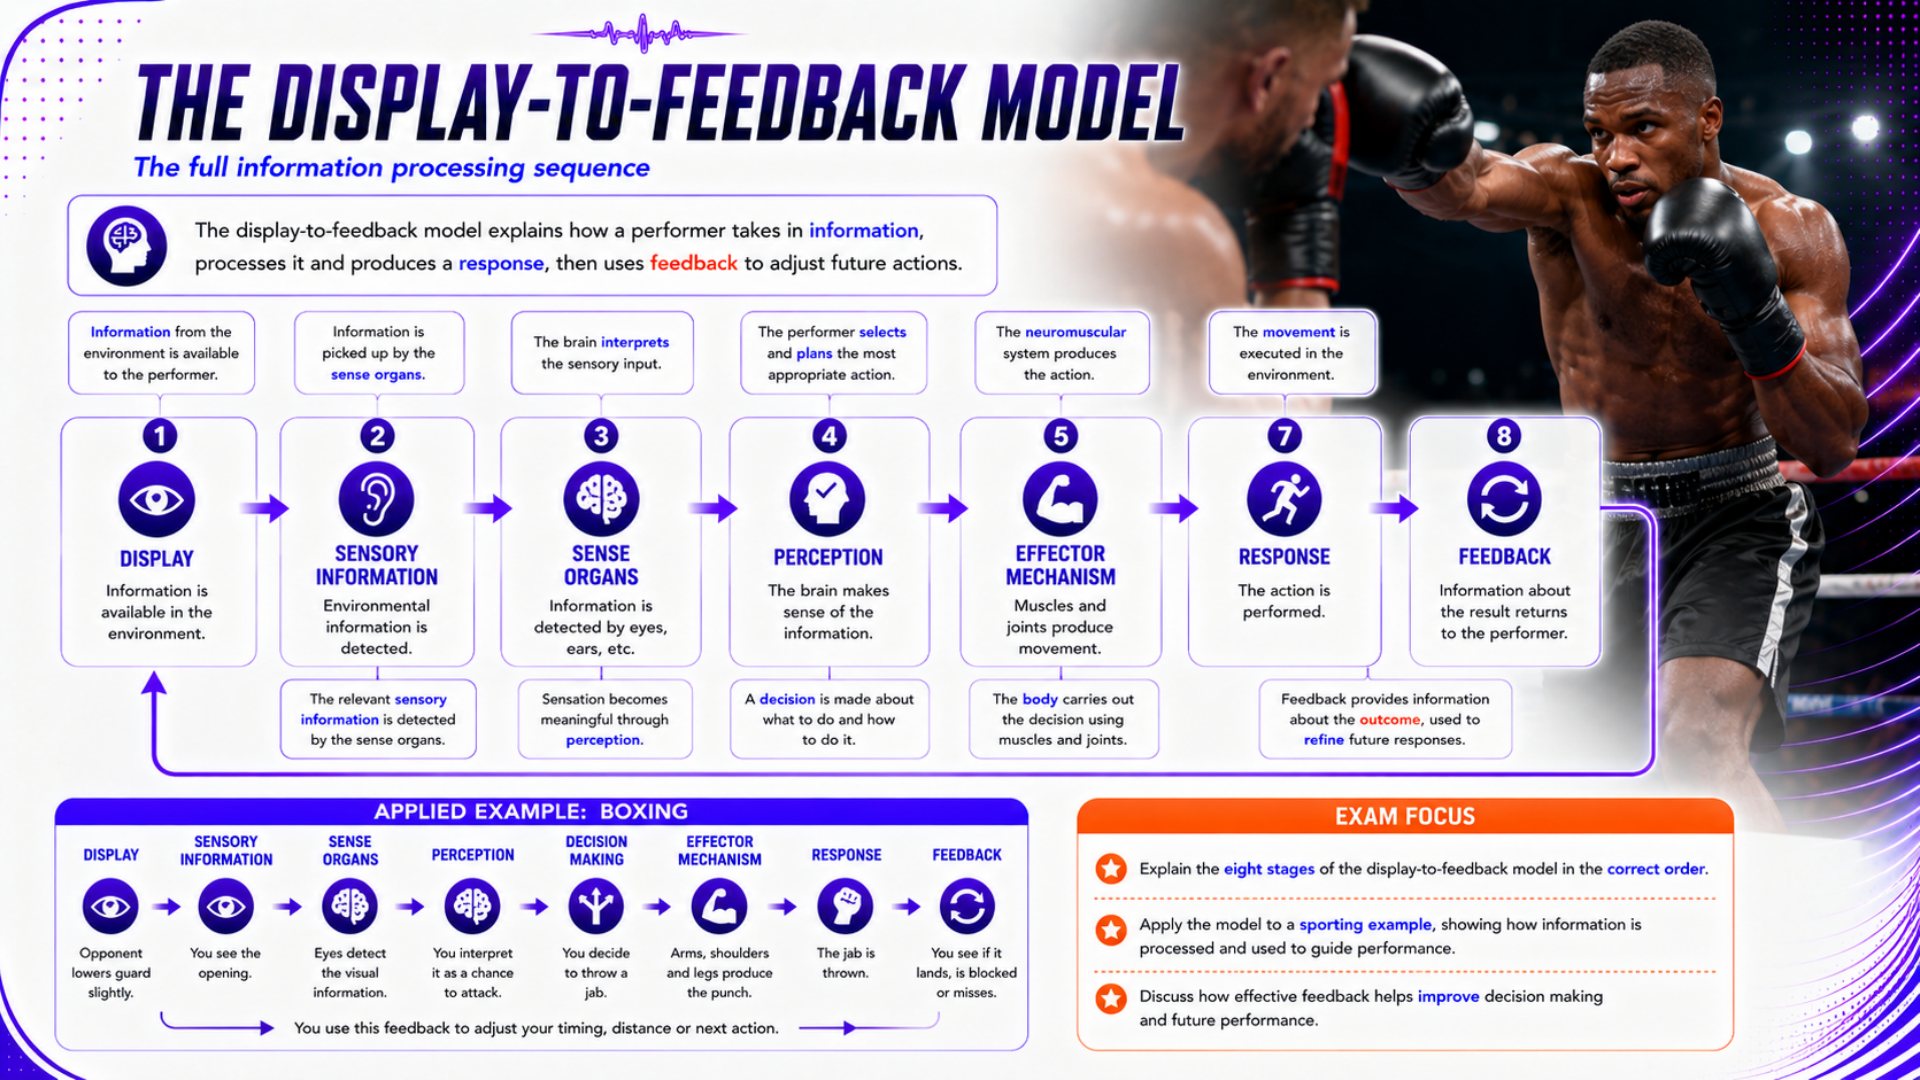 THE DISPLAY-TO-FEEDBACK MODEL
The full information processing sequence
The display-to-feedback model explains how a performer takes in information,
processes it and produces a response, then uses feedback to adjust future actions.
Information from the
environment is available
to the performer.
Information is
picked up by the
sense organs.
The brain interprets
the sensory input.
The performer selects
and plans the most
appropriate action.
The neuromuscular
system produces
the action.
The movement is
executed in the
environment.
1
DISPLAY
Information is
available in the
environment.
2
SENSORY
INFORMATION
Environmental
information is
detected.
3
SENSE
ORGANS
Information is
detected by eyes,
ears, etc.
4
PERCEPTION
The brain makes
sense of the
information.
5
EFFECTOR
MECHANISM
Muscles and
joints produce
movement.
7
RESPONSE
The action is
performed.
8
FEEDBACK
Information about
the result returns
to the performer.
The relevant sensory
information is detected
by the sense organs.
Sensation becomes
meaningful through
perception.
A decision is made about
what to do and how
to do it.
The body carries out
the decision using
muscles and joints.
Feedback provides information
about the outcome, used to
refine future responses.
APPLIED EXAMPLE: BOXING
DISPLAY
Opponent
lowers guard
slightly.
SENSORY
INFORMATION
You see the
opening.
SENSE
ORGANS
Eyes detect
the visual
information.
PERCEPTION
You interpret
it as a chance
to attack.
DECISION
MAKING
You decide
to throw a
jab.
EFFECTOR
MECHANISM
Arms, shoulders
and legs produce
the punch.
RESPONSE
The jab is
thrown.
FEEDBACK
You see if it
lands, is blocked
or misses.
You use this feedback to adjust your timing, distance or next action.
EXAM FOCUS
Explain the eight stages of the display-to-feedback model in the correct order.
Apply the model to a sporting example, showing how information is
processed and used to guide performance.
Discuss how effective feedback helps improve decision making
and future performance.